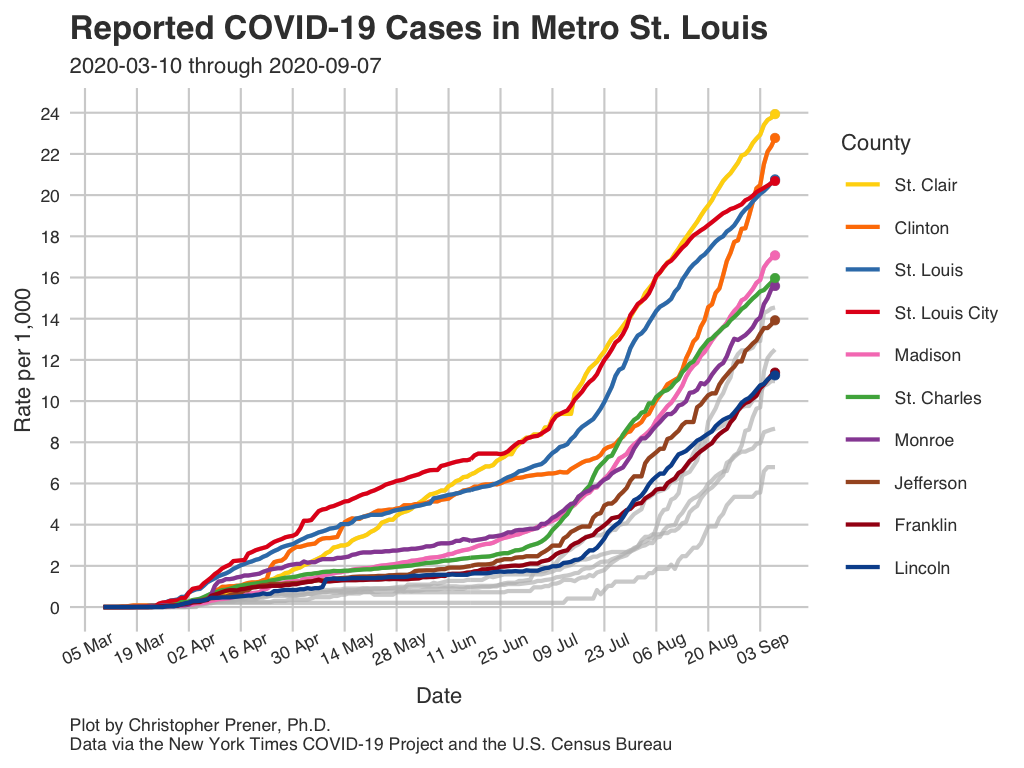 Reported COVID-19 Cases in Metro St. Louis
2020-03-10 through 2020-09-07
County
St. Clair
Clinton
St. Louis
St. Louis City
Madison
St. Charles
Monroe
Jefferson
Franklin
Lincoln
Rate per 1,000
24
22
20
18
16
14
12
10
8
6
4
2
0
05 Mar
19 Mar
02 Apr
16 Apr
30 Apr
14 May
28 May
11 Jun
25 Jun
09 Jul
23 Jul
06 Aug
20 Aug
03 Sep
Date
Plot by Christopher Prener, Ph.D.
Data via the New York Times COVID-19 Project and the U.S. Census Bureau